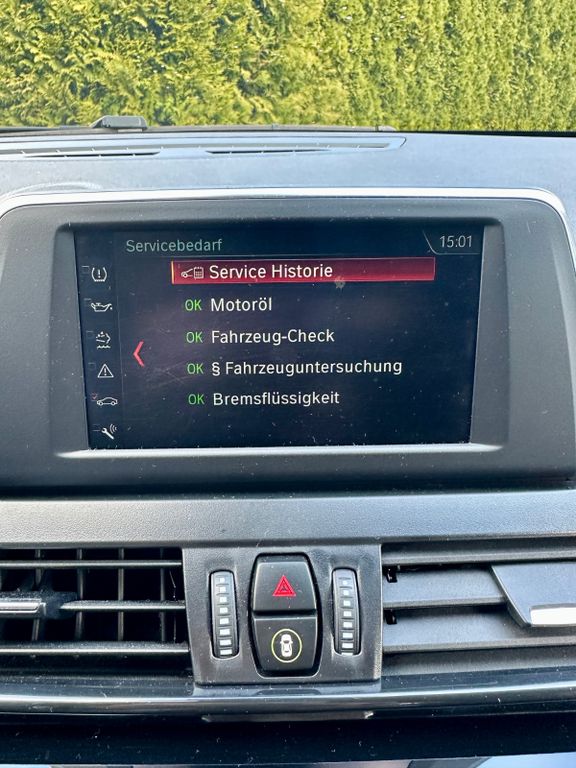 Servicebedarf
15:01
Service Historie
OK Motoröl
OK Fahrzeug-Check
OK § Fahrzeuguntersuchung
OK Bremsflüssigkeit